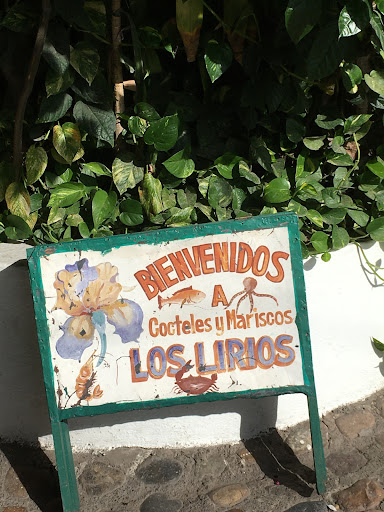 BIENVENIDOS
A
Cocteles y Mariscos
LOS LIRIOS